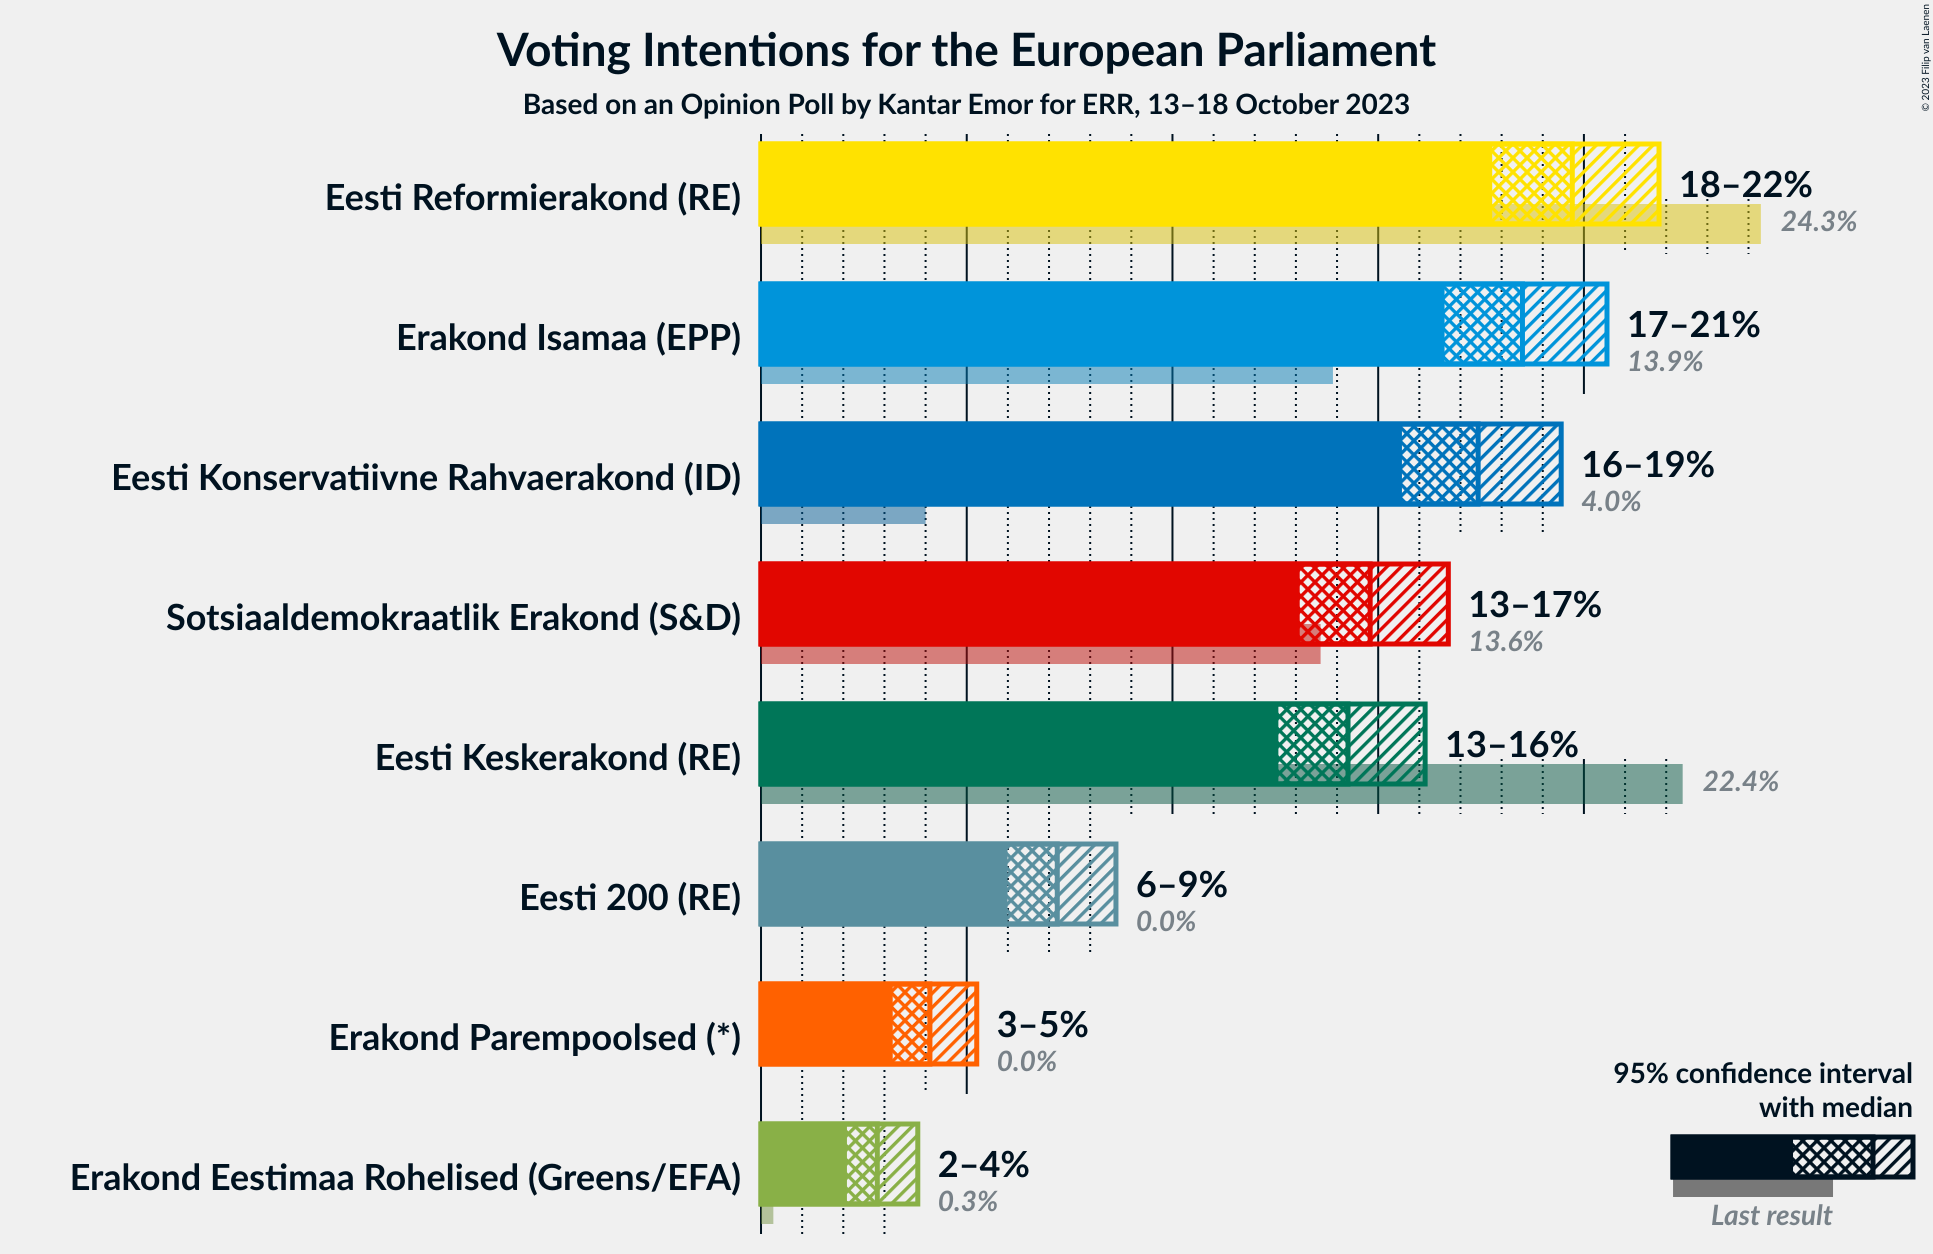 Voting Intentions for the European Parliament
Based on an Opinion Poll by Kantar Emor for ERR, 13–18 October 2023
© 2023 Filip van Laenen
Eesti Reformierakond (RE)
18–22%
24.3%
Erakond Isamaa (EPP)
17–21%
13.9%
Eesti Konservatiivne Rahvaerakond (ID)
16–19%
4.0%
Sotsiaaldemokraatlik Erakond (S&D)
13–17%
13.6%
Eesti Keskerakond (RE)
13–16%
22.4%
Eesti 200 (RE)
6–9%
0.0%
Erakond Parempoolsed (*)
3–5%
0.0%
Erakond Eestimaa Rohelised (Greens/EFA)
2–4%
0.3%
95% confidence interval
with median
Last result